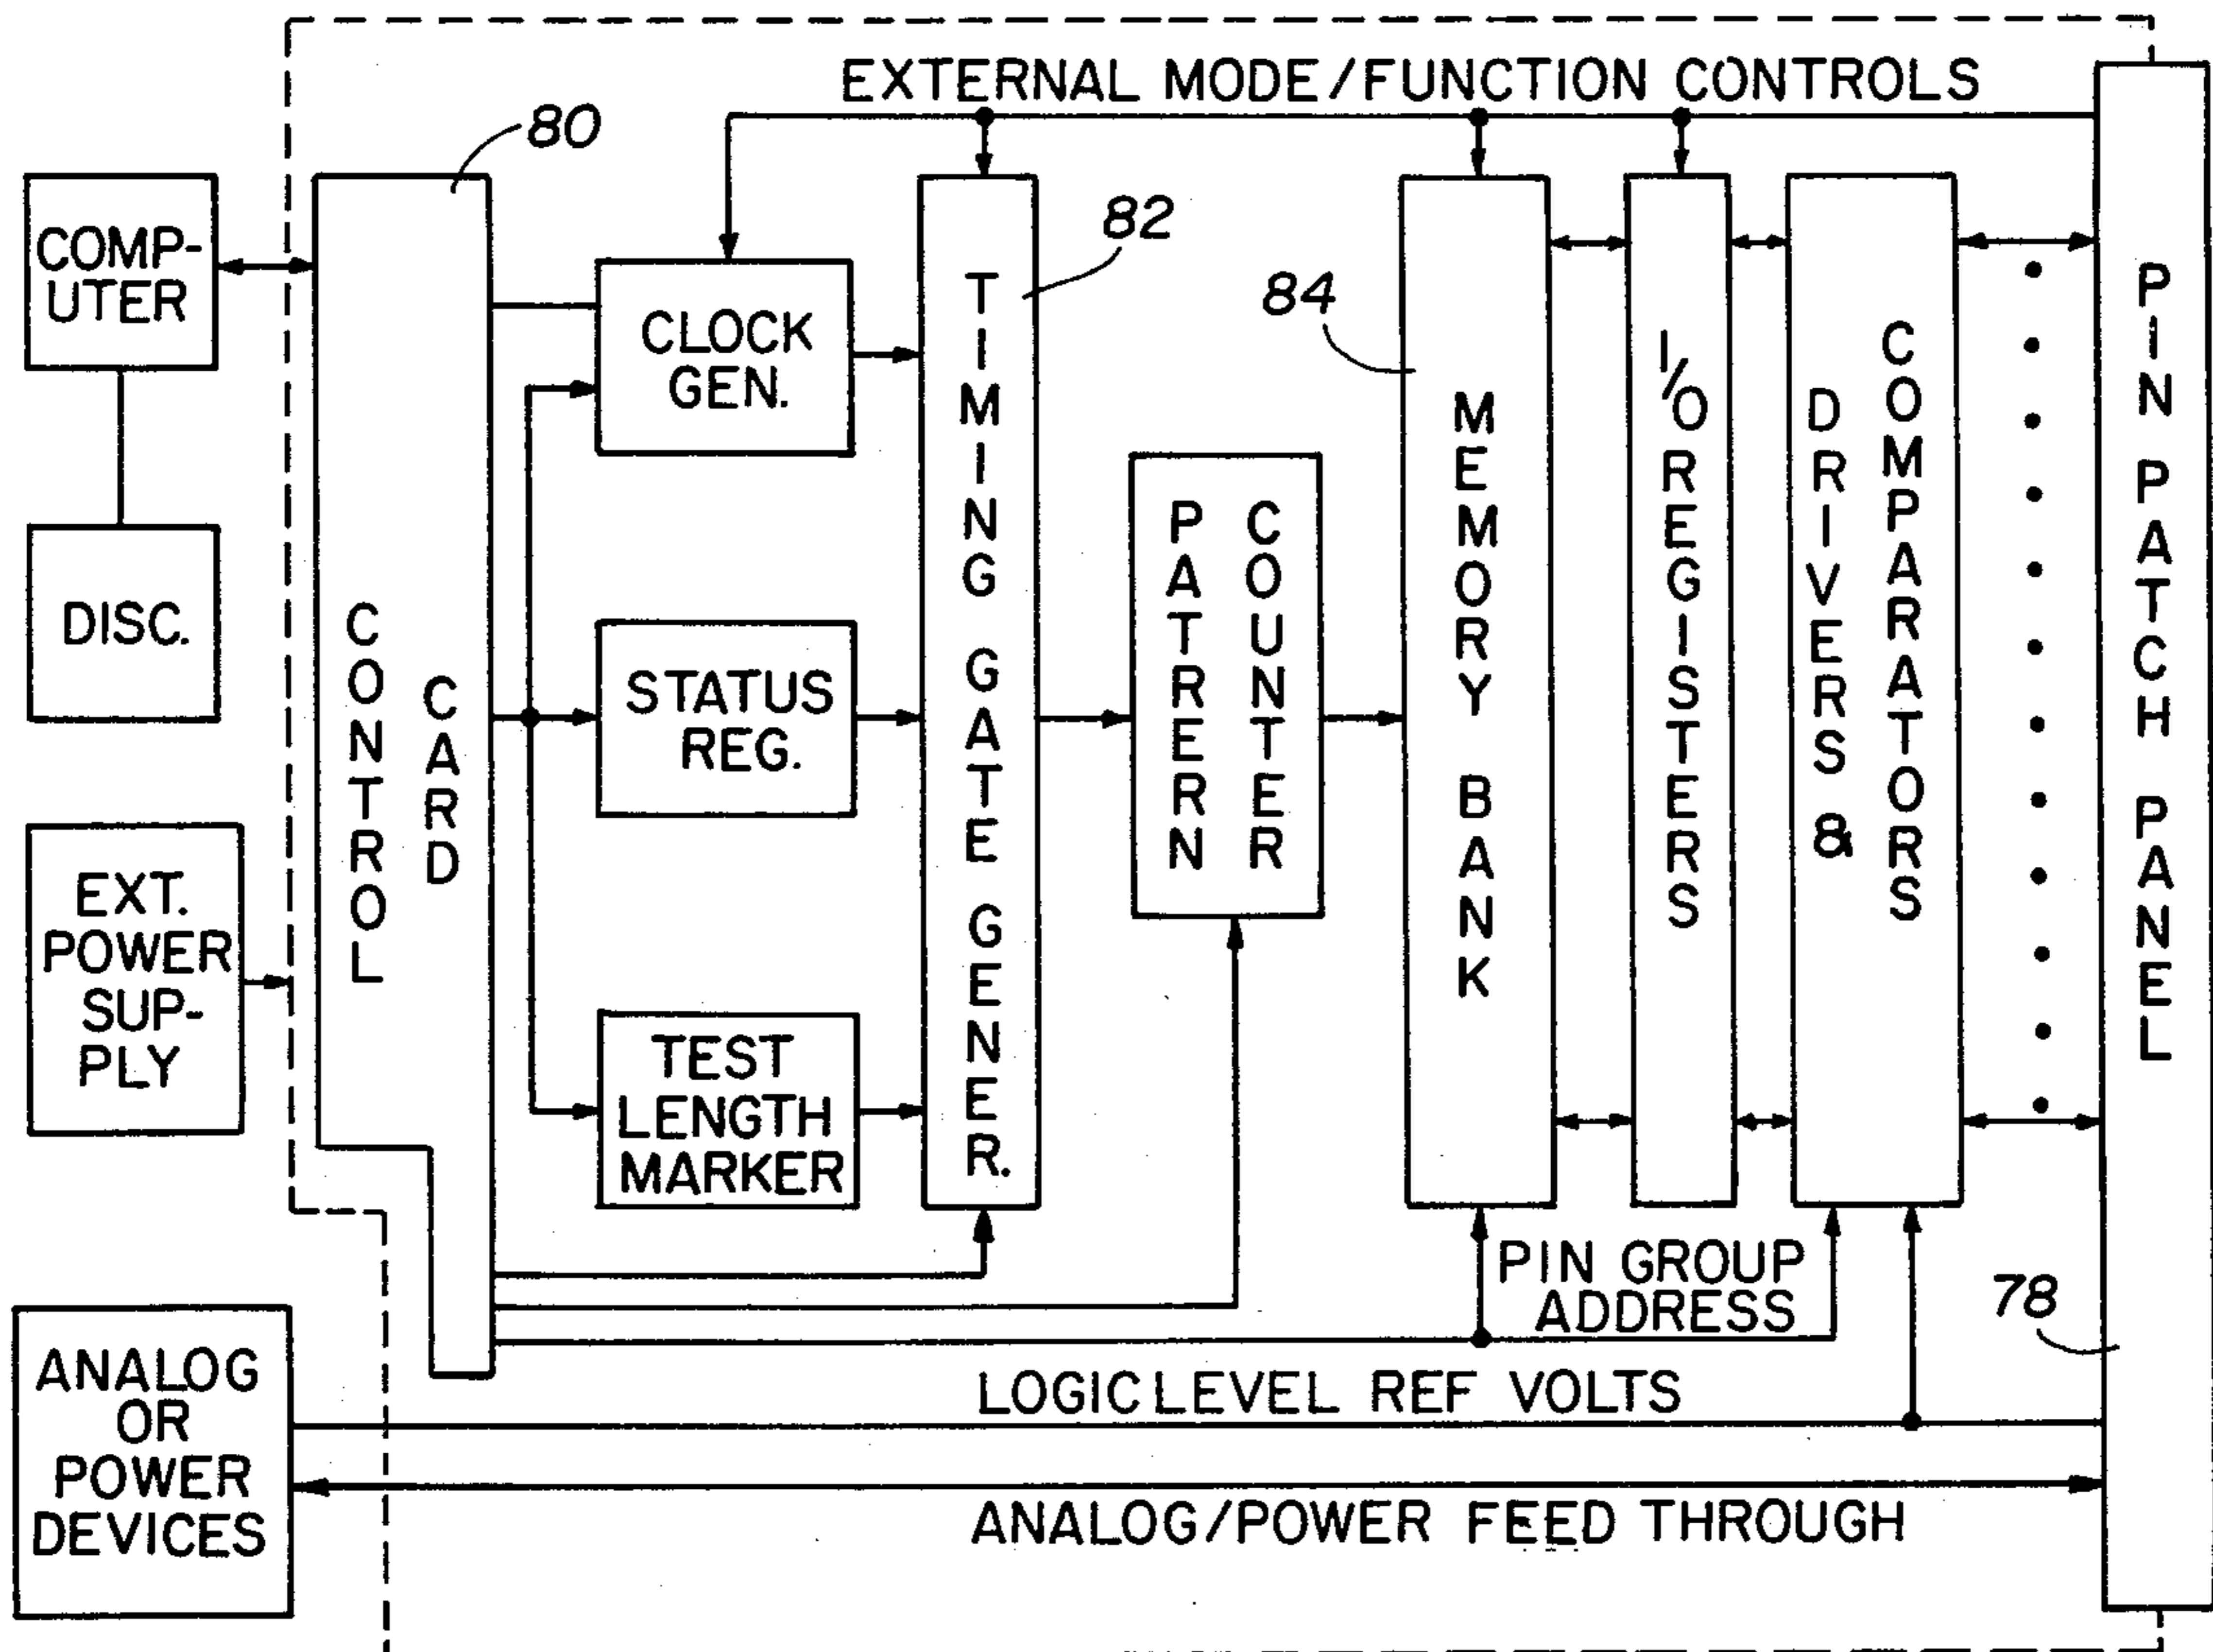 EXTERNAL MODE/FUNCTION CONTROLS
80
COMP-
UTER
DISC.
EXT.
POWER
SUP-
PLY
ANALOG
OR
POWER
DEVICES
CONTROL
CARD
CLOCK
GEN.
STATUS
REG.
TEST
LENGTH
MARKER
82
TIMING GATE GENER.
PATRERN
COUNTER
84
MEMORY BANK
I/O REGISTERS
DRIVERS &
COMPARATORS
PIN PATCH PANEL
PIN GROUP
ADDRESS
78
LOGIC LEVEL REF VOLTS
ANALOG/POWER FEED THROUGH